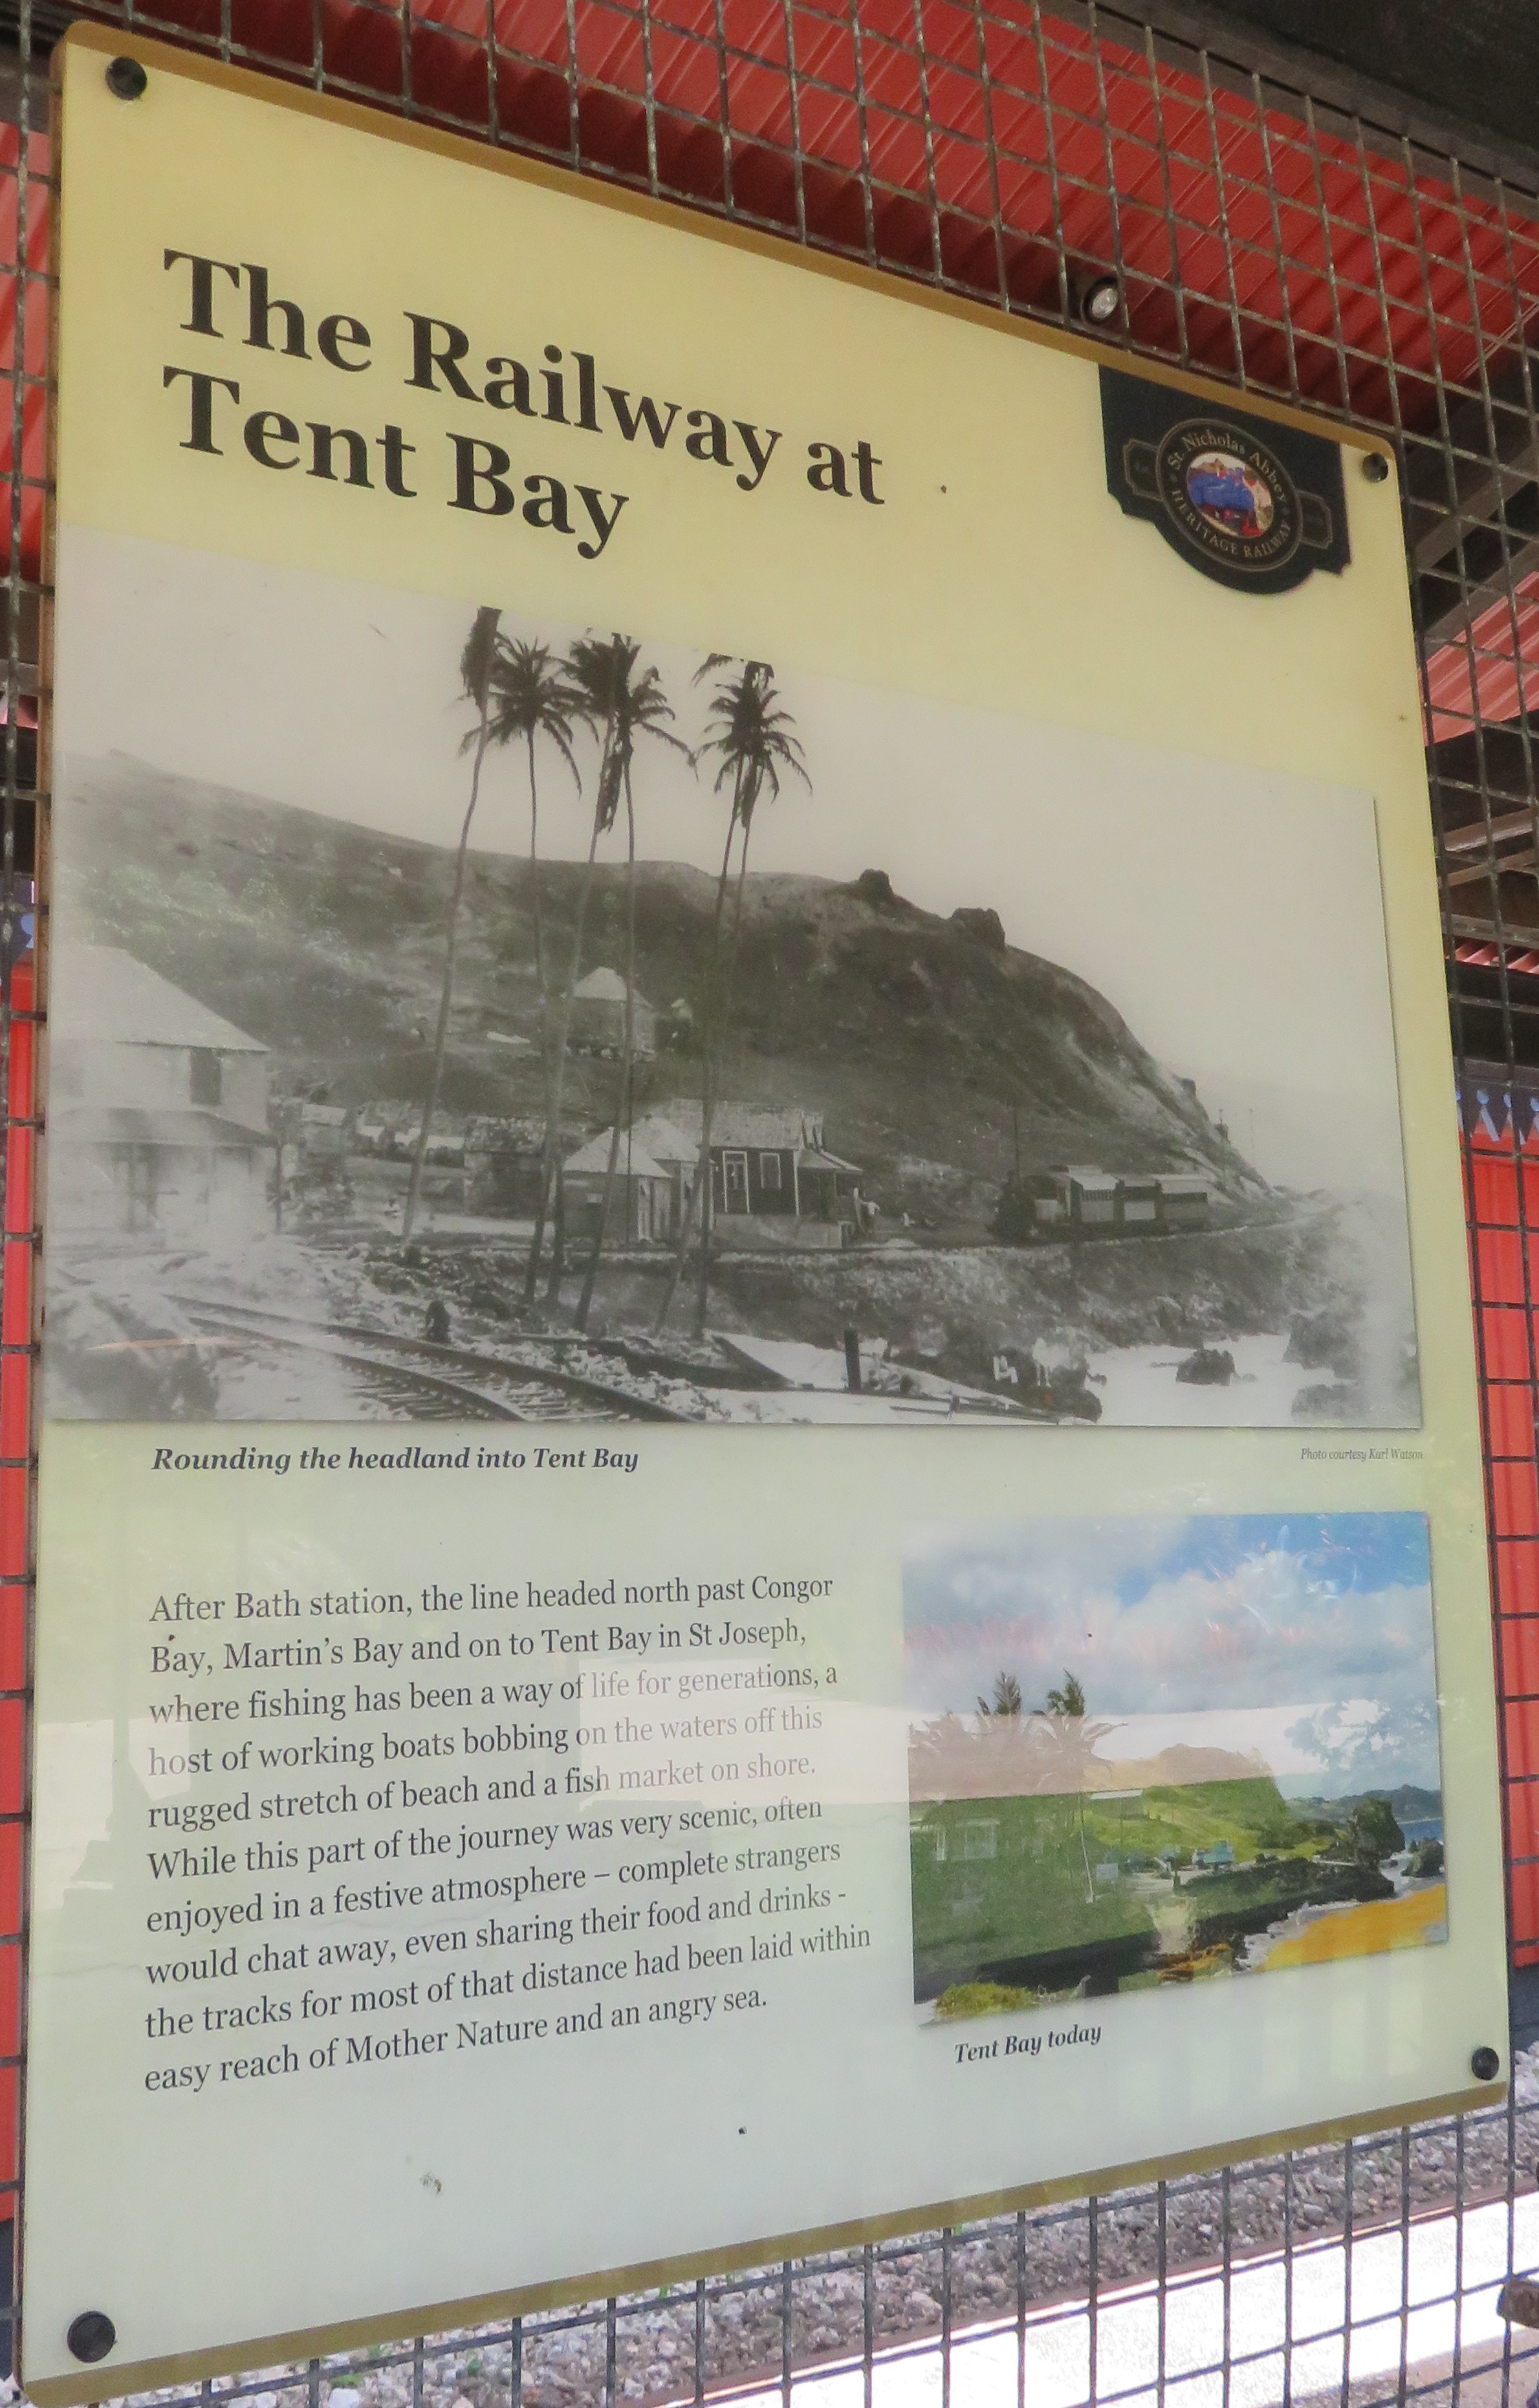 The Railway at
Tent Bay
St. Nicholas Abbey
HERITAGE RAILWAY
Rounding the headland into Tent Bay
Photo courtesy Karl Watson
After Bath station, the line headed north past Congor
Bay, Martin's Bay and on to Tent Bay in St Joseph,
where fishing has been a way of life for generations, a
host of working boats bobbing on the waters off this
rugged stretch of beach and a fish market on shore.
While this part of the journey was very scenic, often
enjoyed in a festive atmosphere – complete strangers
would chat away, even sharing their food and drinks -
the tracks for most of that distance had been laid within
easy reach of Mother Nature and an angry sea.
Tent Bay today